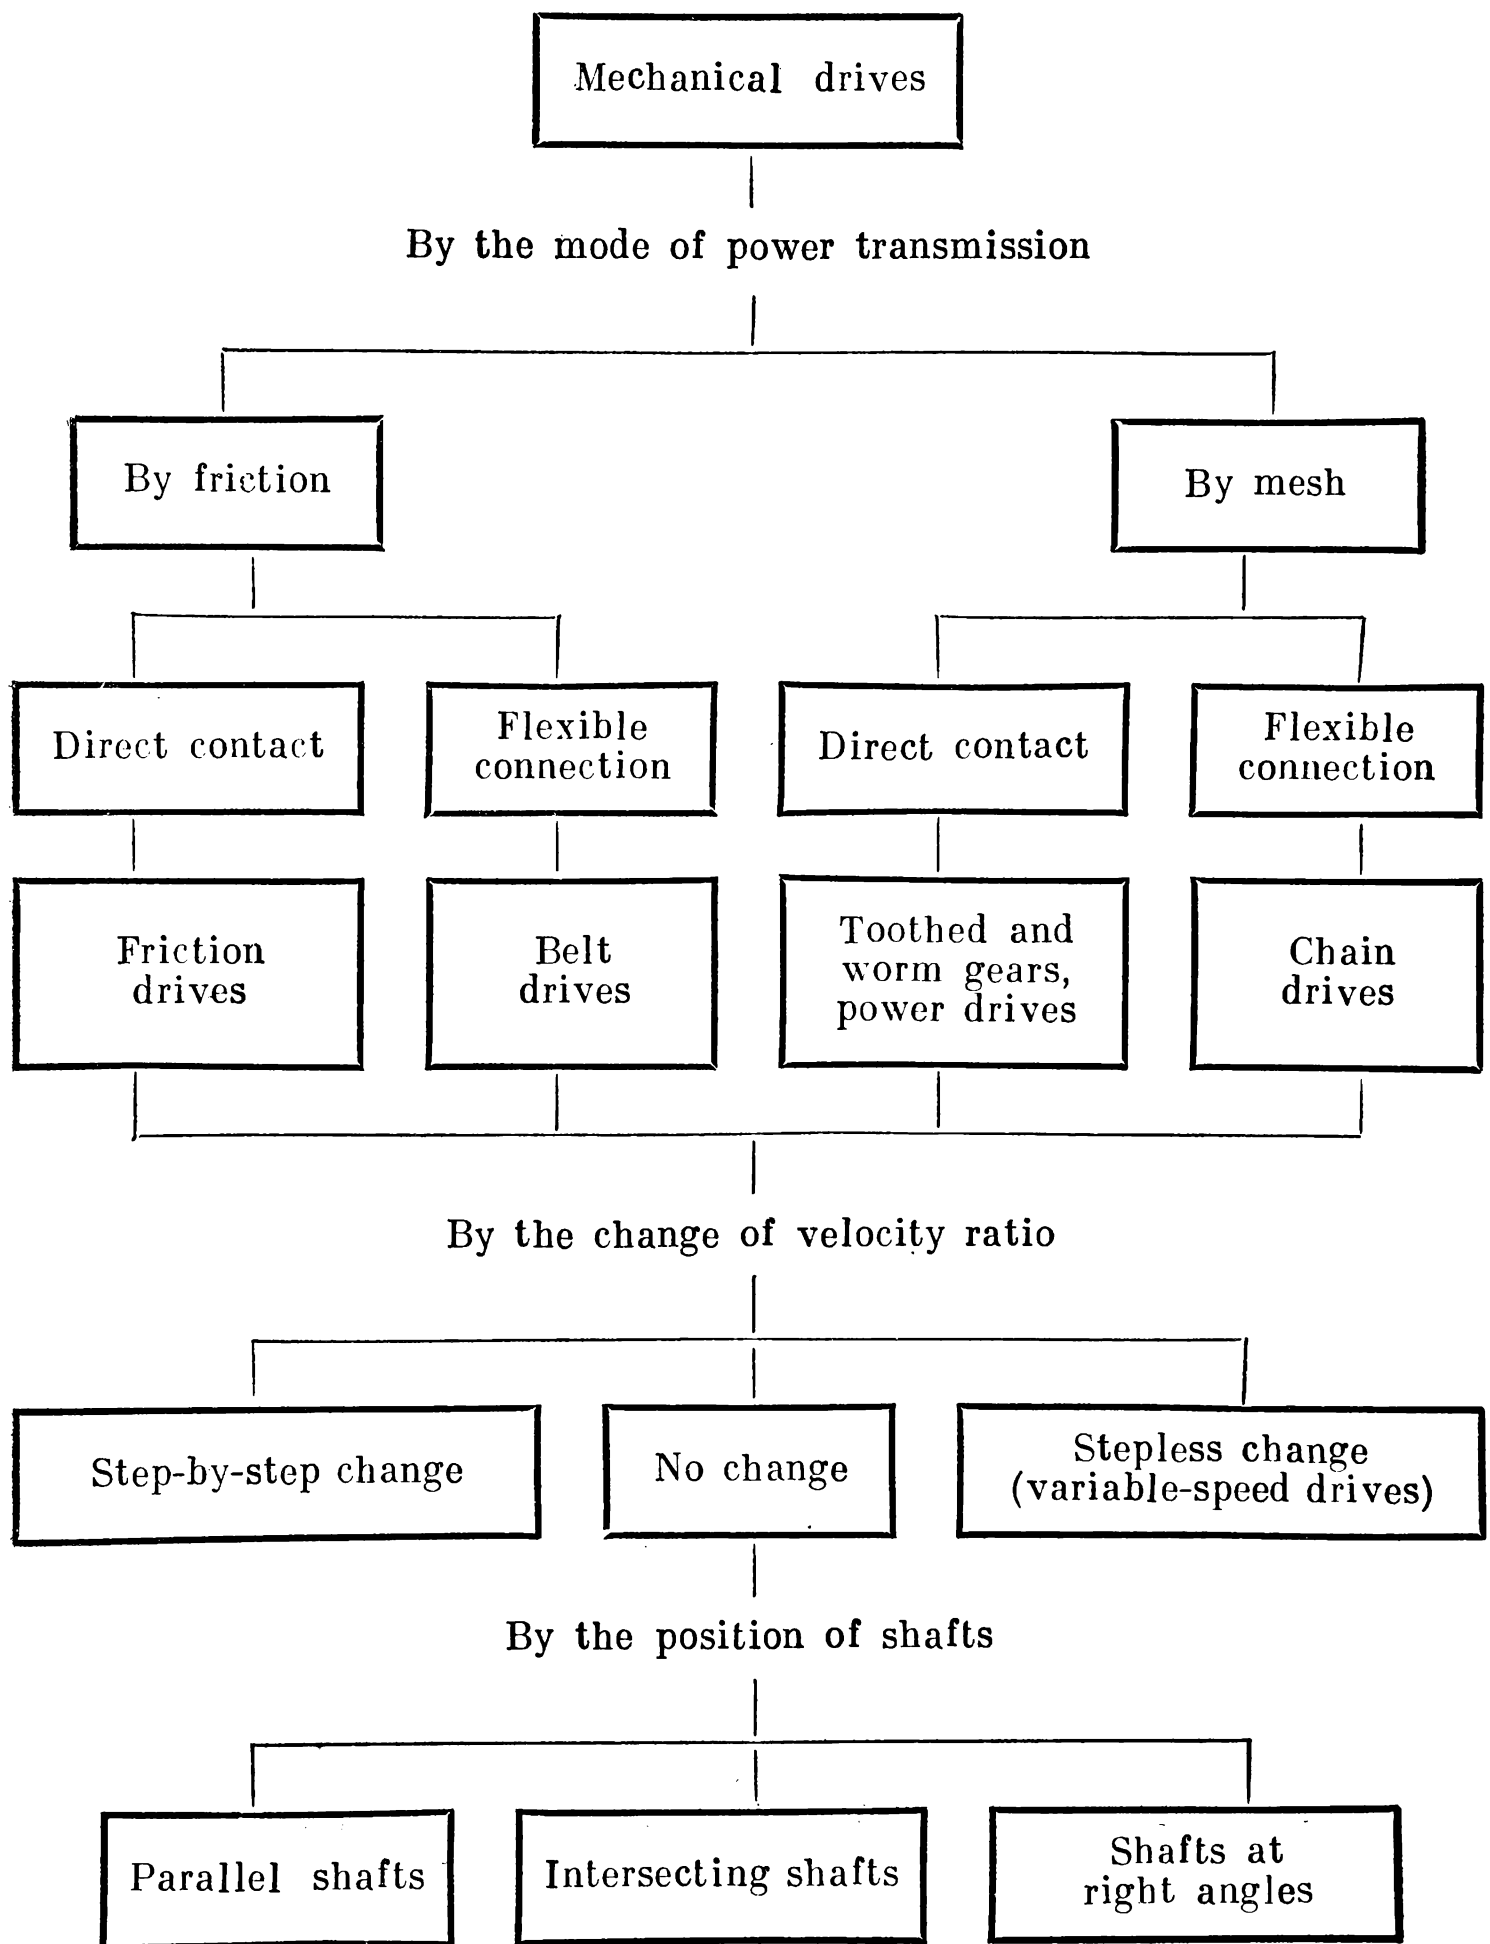 Mechanical drives
By the mode of power transmission
By friction
By mesh
Direct contact
Flexible
connection
Direct contact
Flexible
connection
Friction
drives
Belt
drives
Toothed and
worm gears,
power drives
Chain
drives
By the change of velocity ratio
Step-by-step change
No change
Stepless change
(variable-speed drives)
By the position of shafts
Parallel shafts
Intersecting shafts
Shafts at
right angles